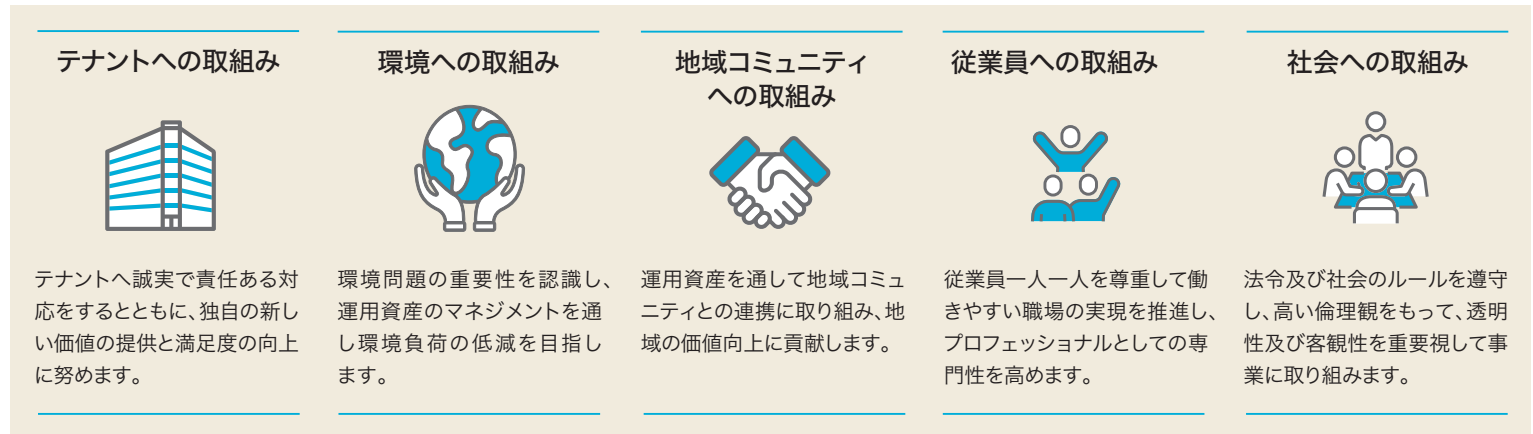 テナントへの取組み
テナントへ誠実で責任ある対
応をするとともに、独自の新し
い価値の提供と満足度の向上
に努めます。
環境への取組み
環境問題の重要性を認識し、
運用資産のマネジメントを通
し環境負荷の低減を目指し
ます。
地域コミュニティ
への取組み
運用資産を通して地域コミュ
ニティとの連携に取り組み、地
域の価値向上に貢献します。
従業員への取組み
従業員一人一人を尊重して働
きやすい職場の実現を推進し、
プロフェッショナルとしての専
門性を高めます。
社会への取組み
法令及び社会のルールを遵守
し、高い倫理観をもって、透明
性及び客観性を重要視して事
業に取り組みます。